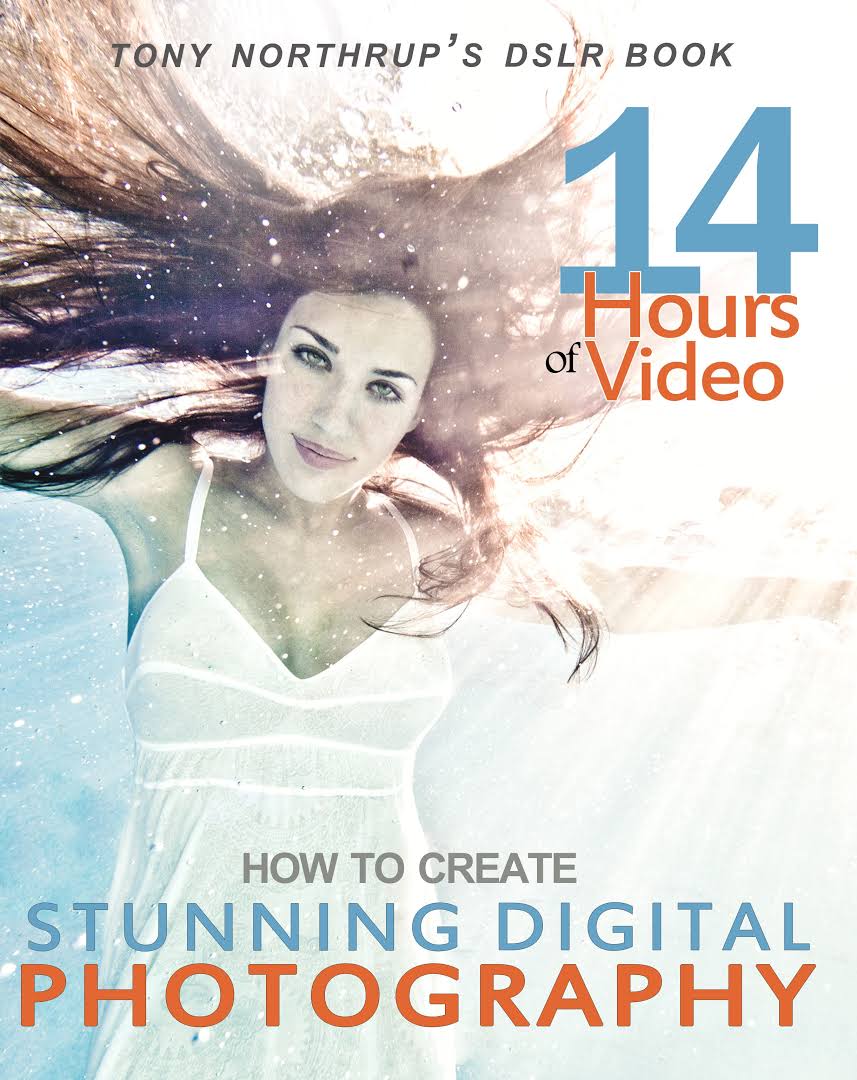 TONY NORTHRUP'S DSLR BOOK
14
Hours
of Video
HOW TO CREATE
STUNNING DIGITAL
PHOTOGRAPHY